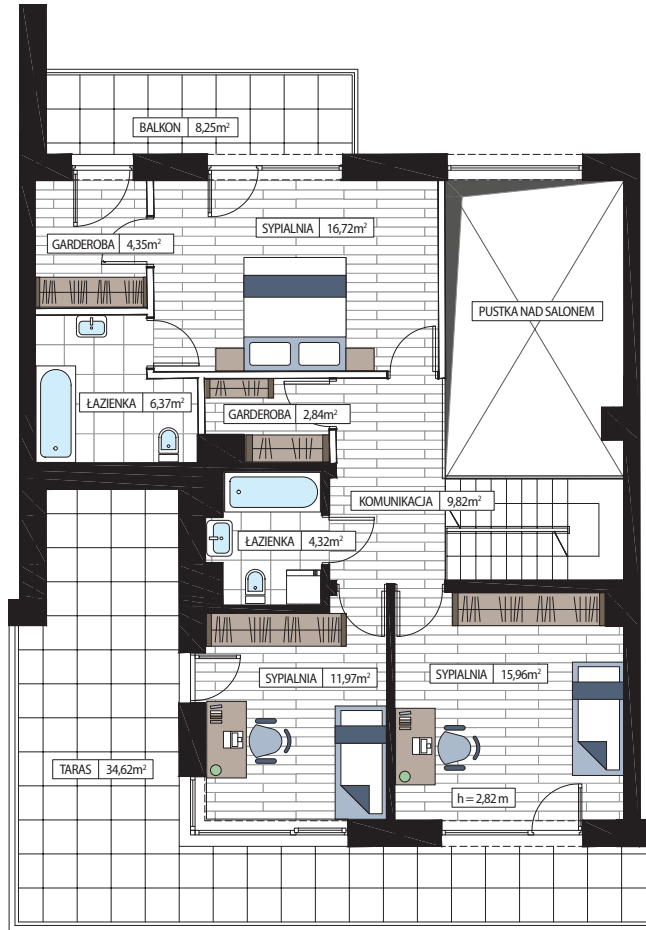 BALKON 8,25m²
SYPIALNIA 16,72m²
GARDEROBA 4,35m²
PUSTKA NAD SALONEM
ŁAZIENKA 6,37m²
GARDEROBA 2,84m²
KOMUNIKACJA 9,82m²
ŁAZIENKA 4,32m²
SYPIALNIA 11,97m²
SYPIALNIA 15,96m²
TARAS 34,62m²
h = 2,82 m